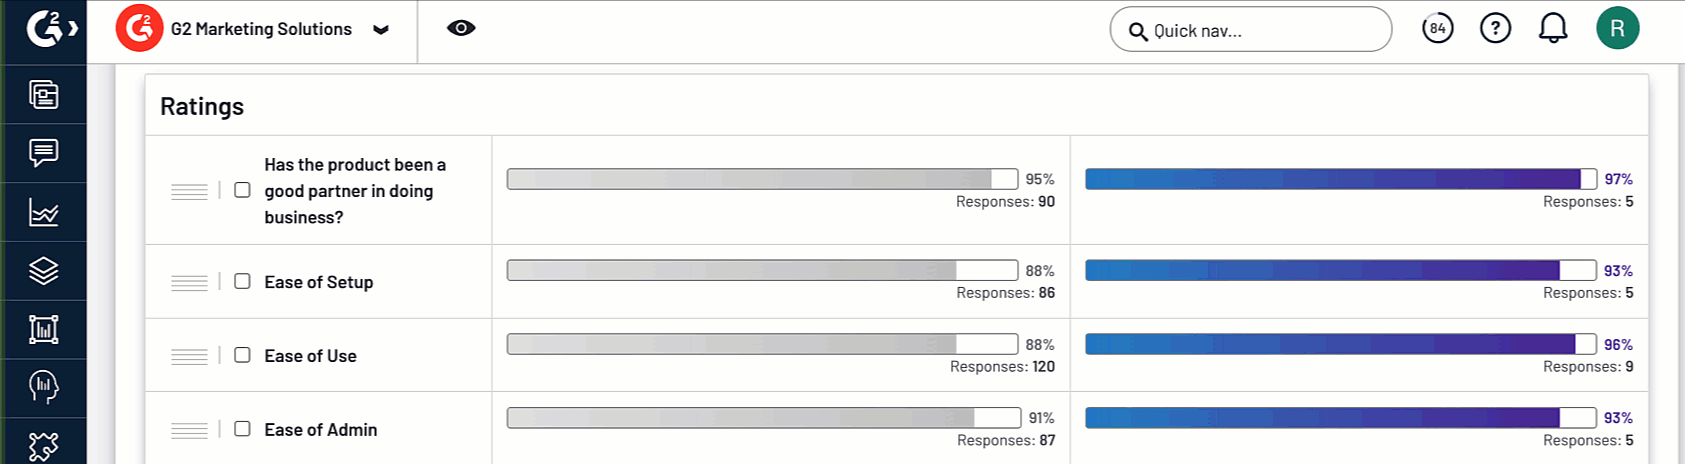 G2
G2
G2 Marketing Solutions
Quick nav...
84
?
R
Ratings
Has the product been a
good partner in doing
business?
95%
Responses: 90
97%
Responses: 5
Ease of Setup
88%
Responses: 86
93%
Responses: 5
Ease of Use
88%
Responses: 120
96%
Responses: 9
Ease of Admin
91%
Responses: 87
93%
Responses: 5